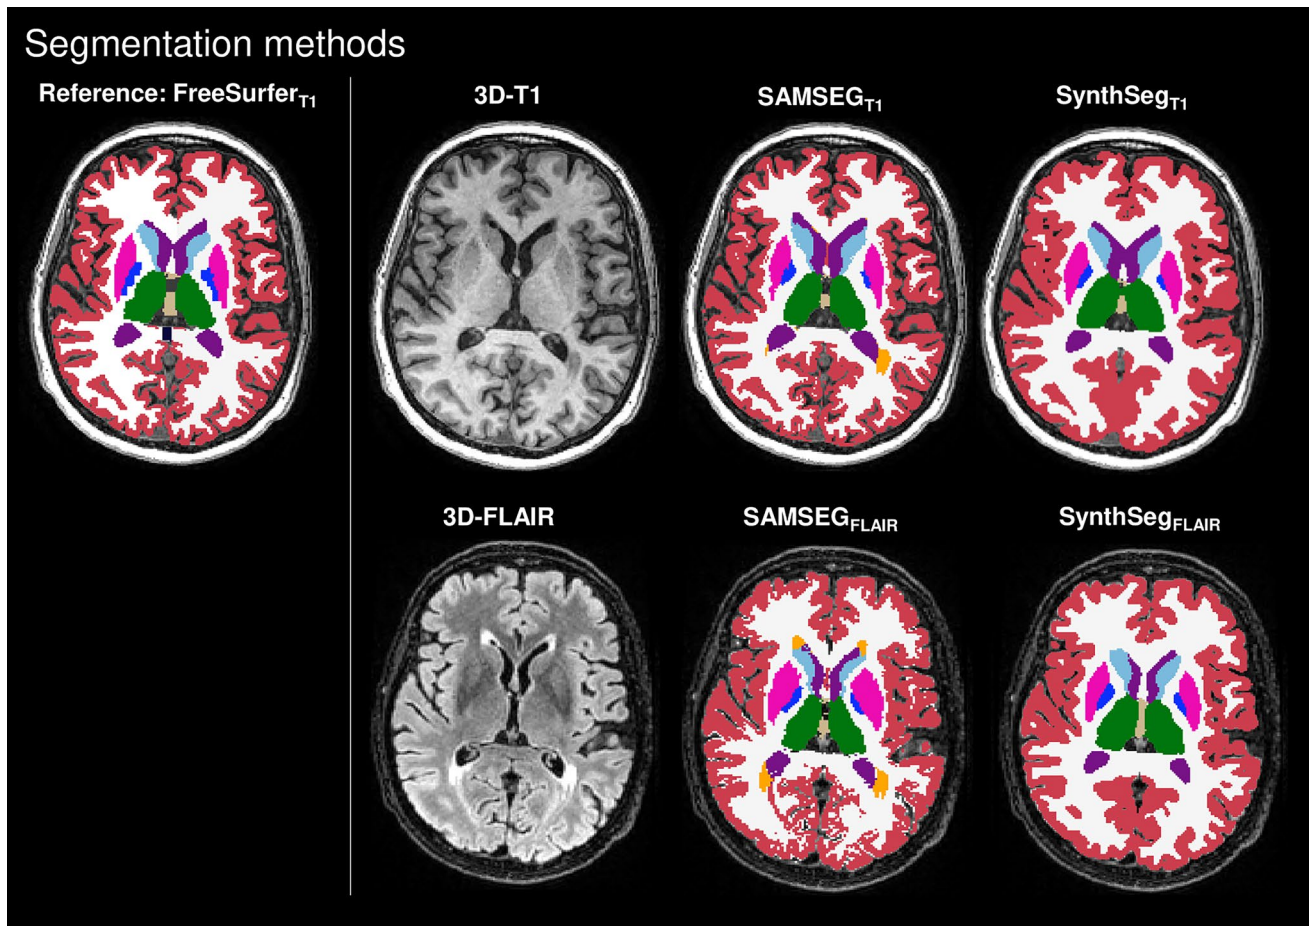 Segmentation methods
Reference: FreeSurferT1
3D-T1
SAMSEGT1
SynthSegT1
3D-FLAIR
SAMSEGFLAIR
SynthSegFLAIR